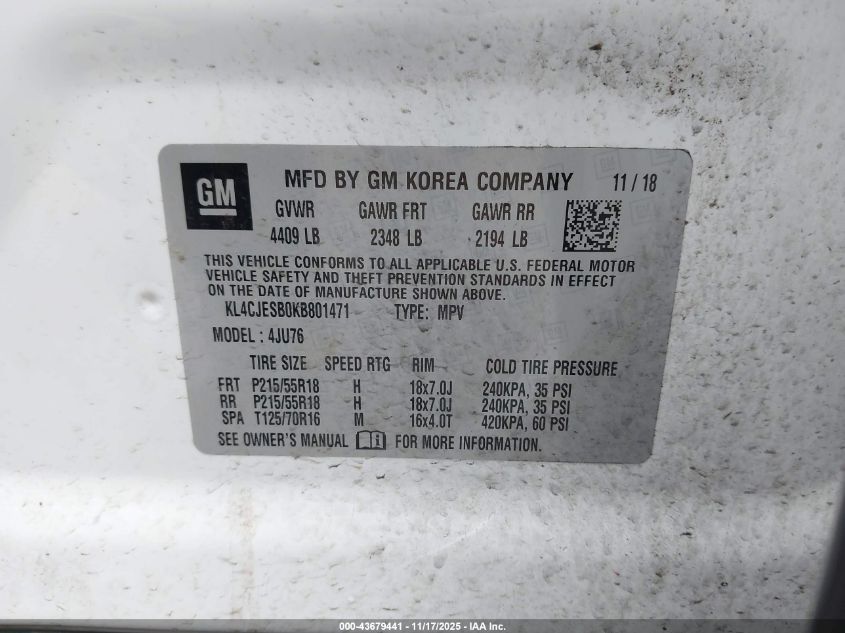 GM
MFD BY GM KOREA COMPANY 11 / 18
GVWR GAWR FRT GAWR RR
4409 LB 2348 LB 2194 LB
THIS VEHICLE CONFORMS TO ALL APPLICABLE U.S. FEDERAL MOTOR
VEHICLE SAFETY AND THEFT PREVENTION STANDARDS IN EFFECT
ON THE DATE OF MANUFACTURE SHOWN ABOVE.
KL4CJESB0KB801471 TYPE: MPV
MODEL : 4JU76
TIRE SIZE SPEED RTG RIM COLD TIRE PRESSURE
FRT P215/55R18 H 18x7.0J 240KPA, 35 PSI
RR P215/55R18 H 18x7.0J 240KPA, 35 PSI
SPA T125/70R16 M 16x4.0T 420KPA, 60 PSI
SEE OWNER'S MANUAL FOR MORE INFORMATION.
000-43679441 - 11/17/2025 - IAA Inc.